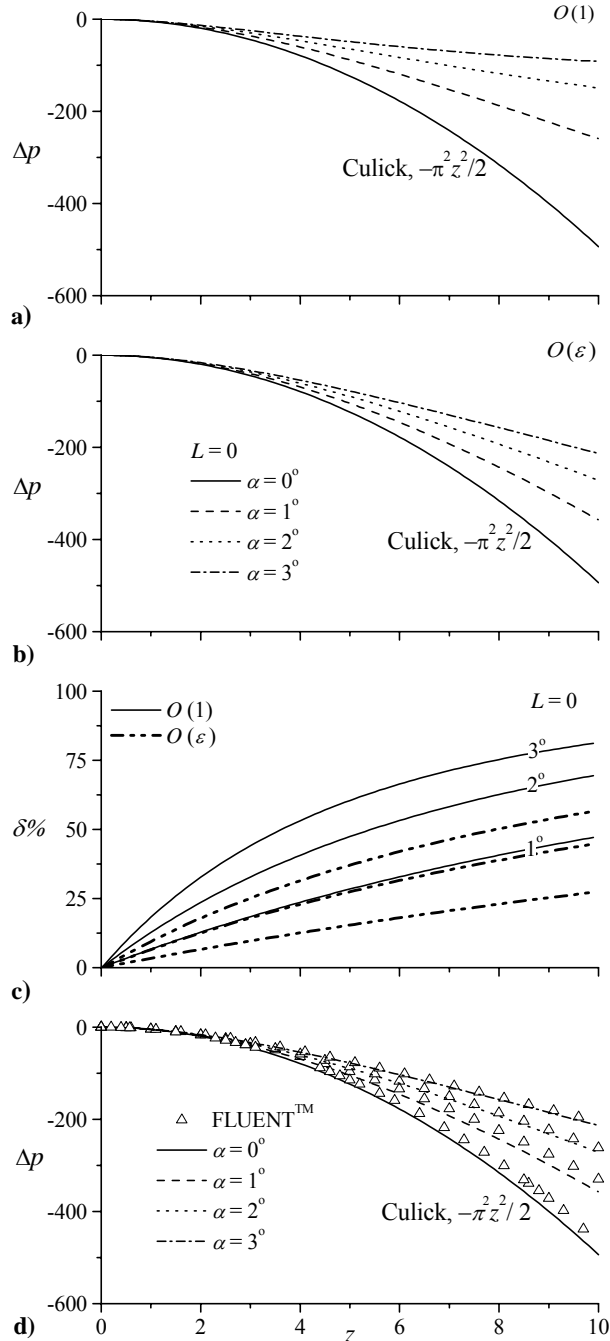 0
O(1)
-200
Δp
Culick, −π²z²/2
-400
-600
a)
0
O(ε)
-200
L = 0
Δp
α = 0°
α = 1°
Culick, −π²z²/2
-400
α = 2°
α = 3°
-600
b)
100
O (1)
L = 0
O (ε)
75
3°
2°
δ%
50
1°
25
0
c)
0
-200
FLUENT™
Δp
α = 0°
α = 1°
-400
α = 2°
Culick, −π²z²/ 2
α = 3°
-600
d)
0 2 4 6 8 10
z